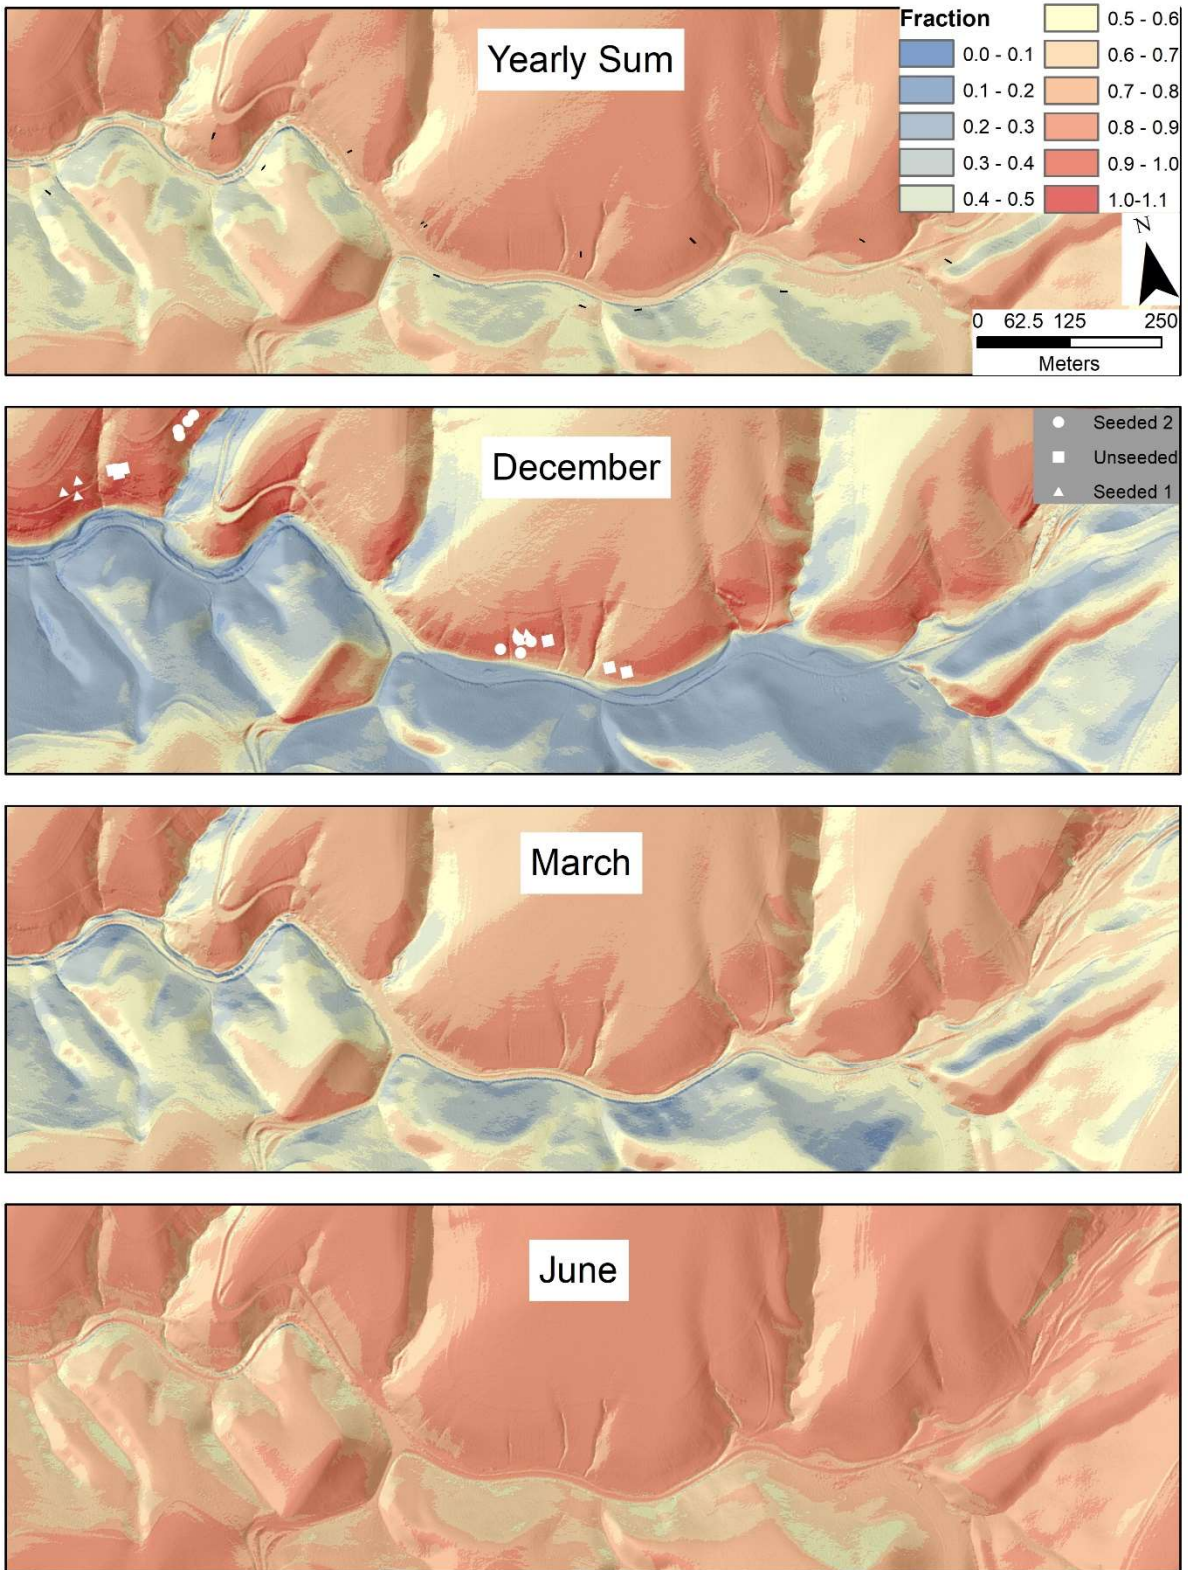 Yearly Sum
Fraction
0.0 - 0.1
0.1 - 0.2
0.2 - 0.3
0.3 - 0.4
0.4 - 0.5
0.5 - 0.6
0.6 - 0.7
0.7 - 0.8
0.8 - 0.9
0.9 - 1.0
1.0-1.1
N
0 62.5 125 250
Meters
December
Seeded 2
Unseeded
Seeded 1
March
June